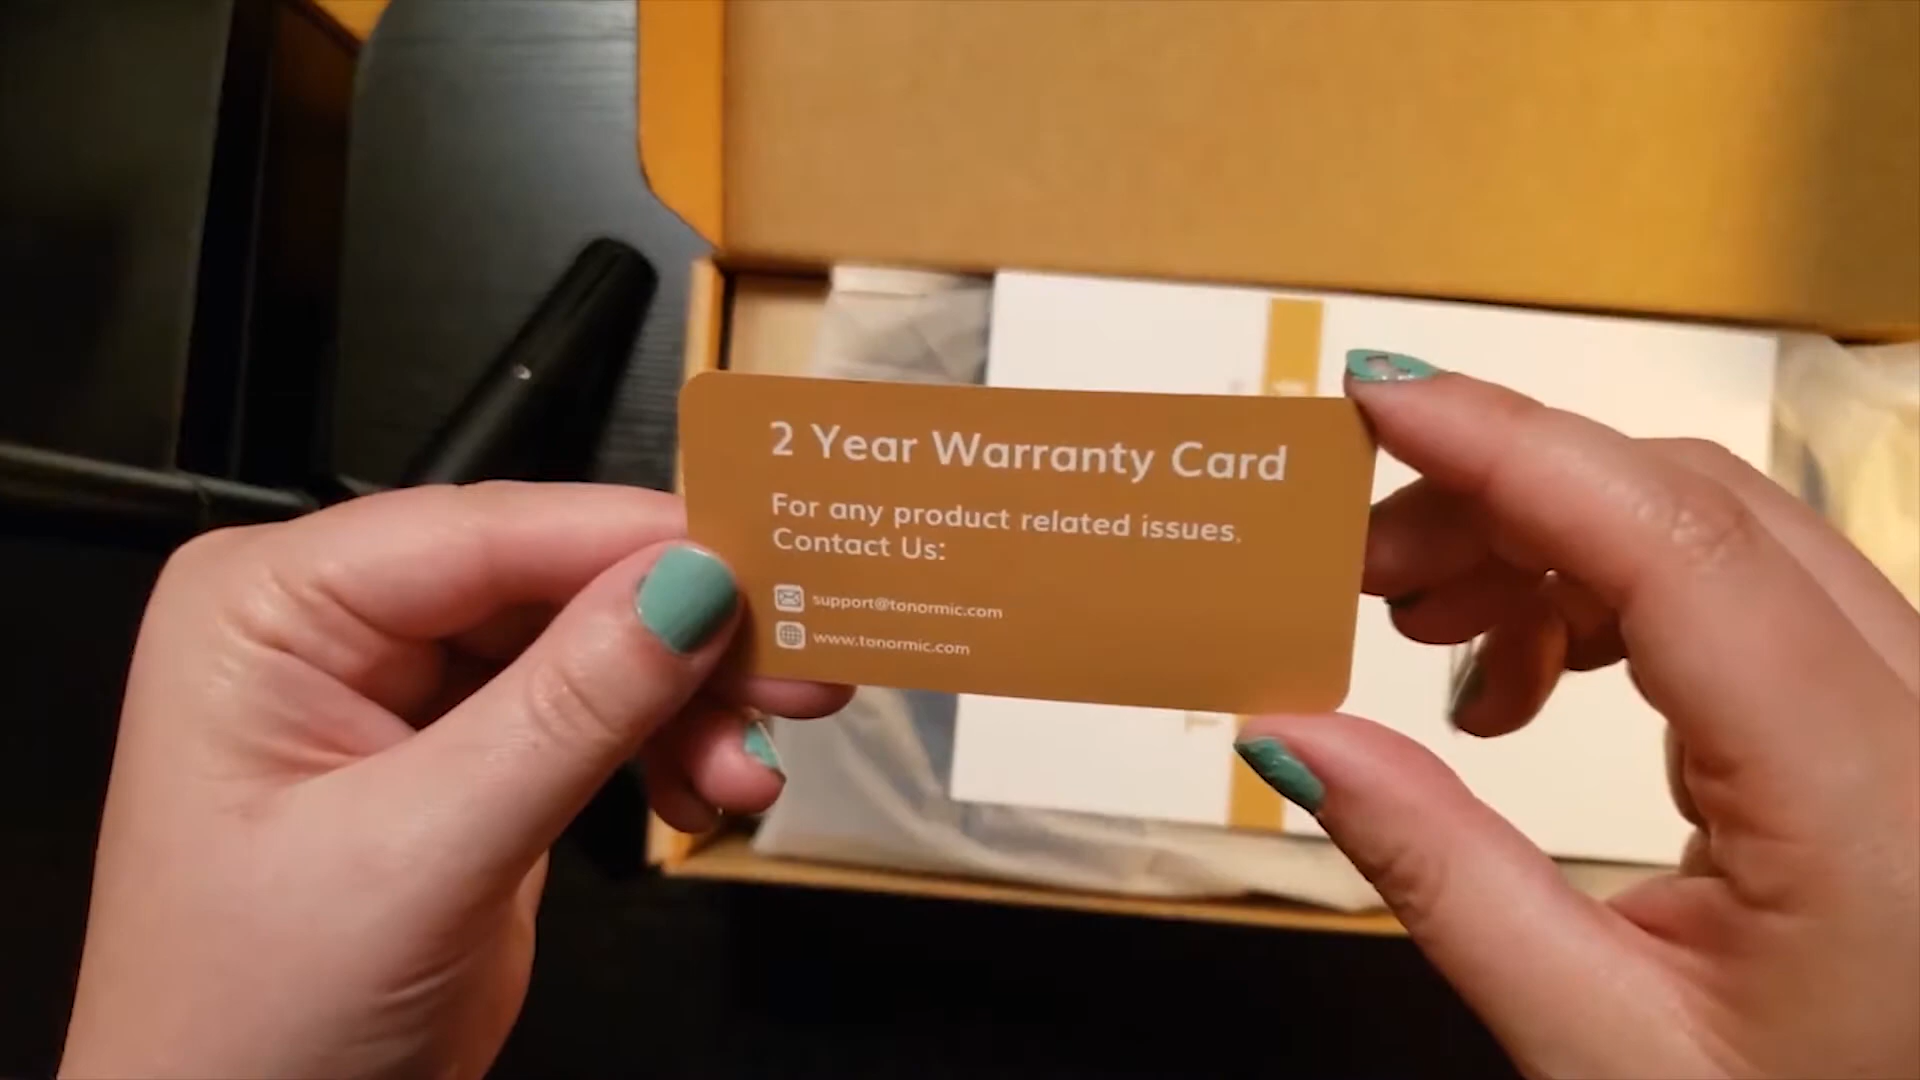 2 Year Warranty Card
For any product related issues.
Contact Us:
support@tonormic.com
www.tonormic.com